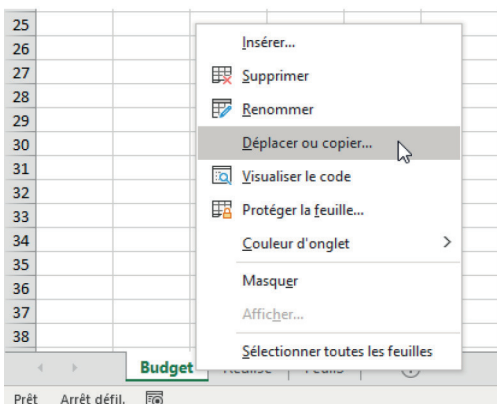 25
26
27
28
29
30
31
32
33
34
35
36
37
38
Insérer...
Supprimer
Renommer
Déplacer ou copier...
Visualiser le code
Protéger la feuille...
Couleur d'onglet
Masquer
Afficher...
Sélectionner toutes les feuilles
Budget
Prêt Arrêt défil.